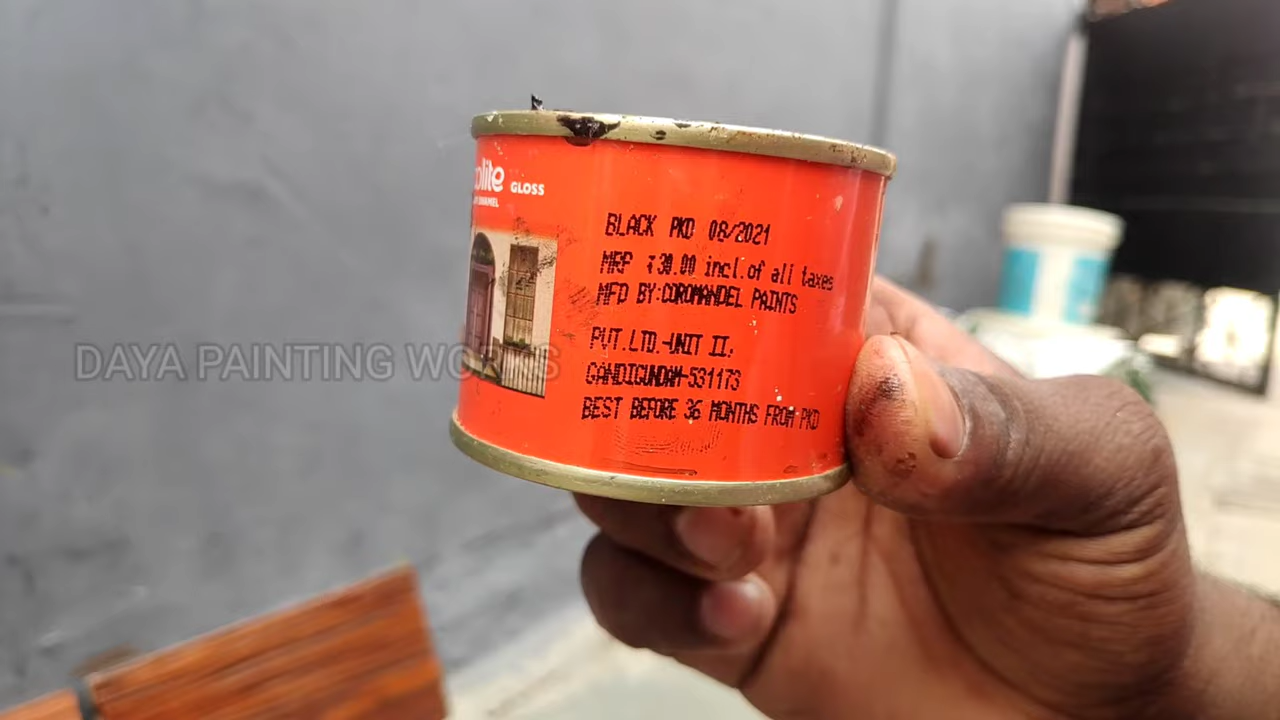 olite GLOSS
ENAMEL
BLACK PKD 08/2021
MRP ₹30.00 incl.of all taxes
MFD BY:COROMANDEL PAINTS
PVT.LTD.-UNIT II.
GANDIGUNDAM-531173
BEST BEFORE 36 MONTHS FROM PKD
DAYA PAINTING WORKS